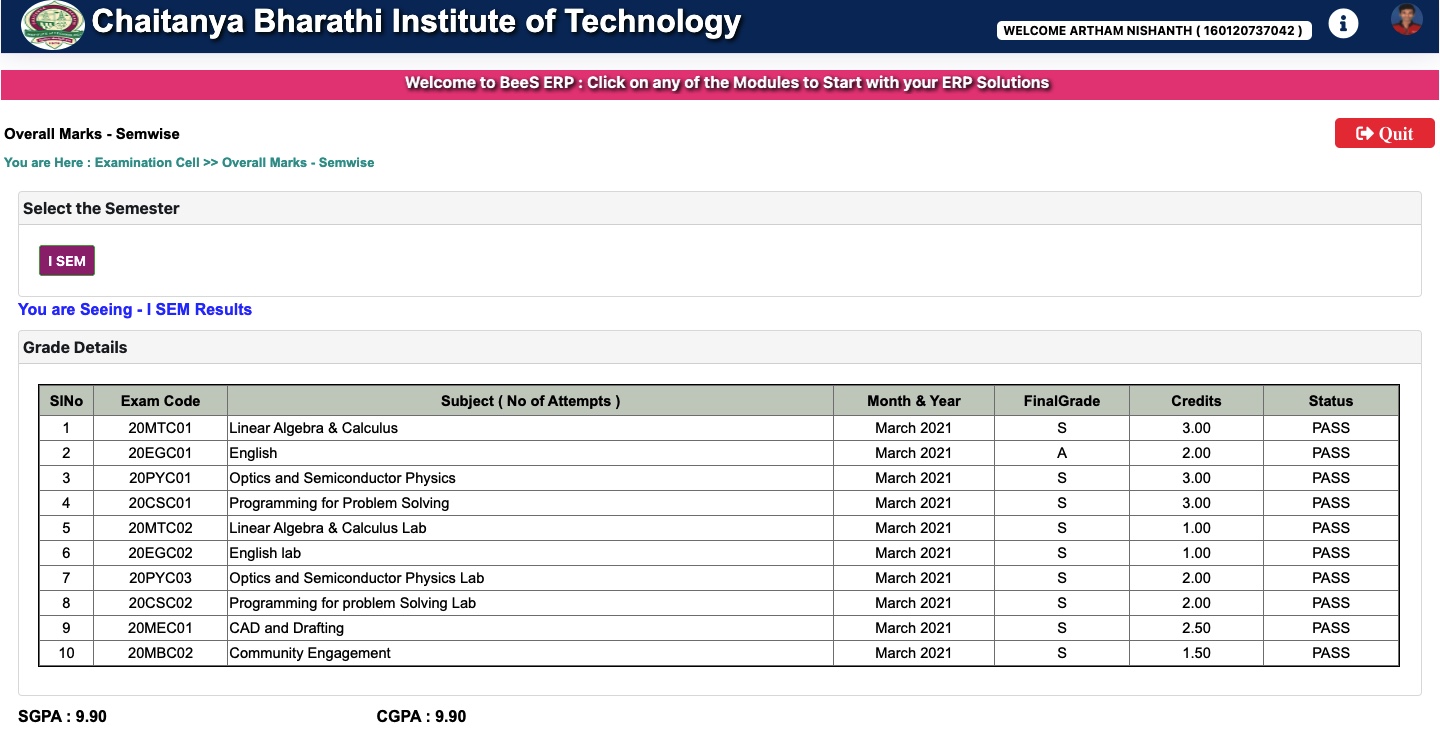 Chaitanya Bharathi Institute of Technology
WELCOME ARTHAM NISHANTH ( 160120737042 )
Welcome to BeeS ERP : Click on any of the Modules to Start with your ERP Solutions
Overall Marks - Semwise
Quit
You are Here : Examination Cell >> Overall Marks - Semwise
Select the Semester
I SEM
You are Seeing - I SEM Results
Grade Details
SlNo Exam Code Subject ( No of Attempts ) Month & Year FinalGrade Credits Status
1 20MTC01 Linear Algebra & Calculus March 2021 S 3.00 PASS
2 20EGC01 English March 2021 A 2.00 PASS
3 20PYC01 Optics and Semiconductor Physics March 2021 S 3.00 PASS
4 20CSC01 Programming for Problem Solving March 2021 S 3.00 PASS
5 20MTC02 Linear Algebra & Calculus Lab March 2021 S 1.00 PASS
6 20EGC02 English lab March 2021 S 1.00 PASS
7 20PYC03 Optics and Semiconductor Physics Lab March 2021 S 2.00 PASS
8 20CSC02 Programming for problem Solving Lab March 2021 S 2.00 PASS
9 20MEC01 CAD and Drafting March 2021 S 2.50 PASS
10 20MBC02 Community Engagement March 2021 S 1.50 PASS
SGPA : 9.90 CGPA : 9.90